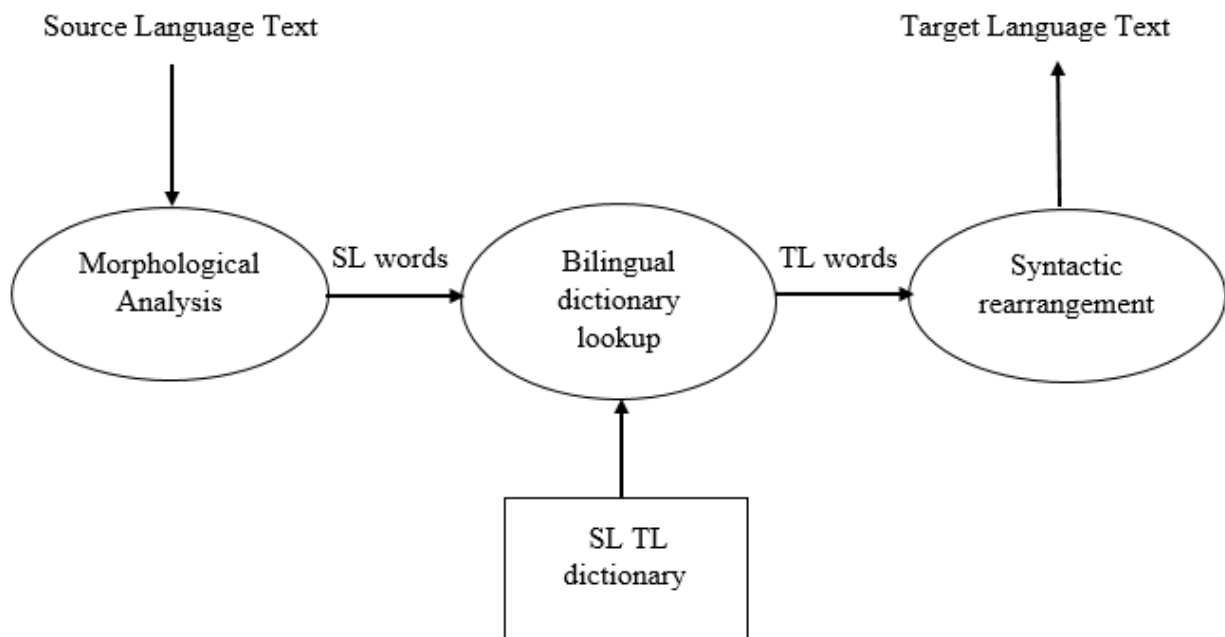 Source Language Text
Target Language Text
Morphological
Analysis
SL words
Bilingual
dictionary
lookup
TL words
Syntactic
rearrangement
SL TL
dictionary